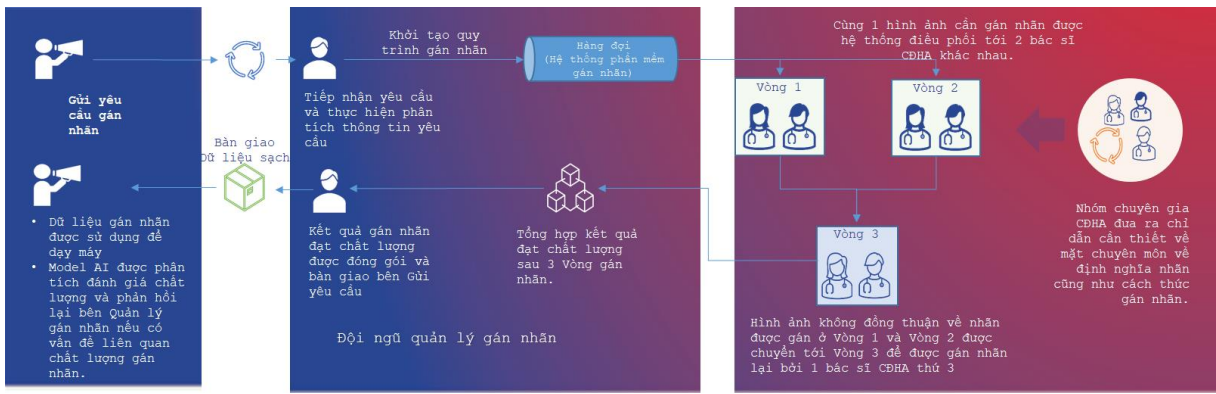 Gửi yêu
cầu gán
nhãn
Bàn giao
Dữ liệu sạch
• Dữ liệu gán nhãn
được sử dụng để
dạy máy
• Model AI được phân
tích đánh giá chất
lượng và phản hồi
lại bên Quản lý
gán nhãn nếu có
vấn đề liên quan
chất lượng gán
nhãn.
Khởi tạo quy
trình gán nhãn
Tiếp nhận yêu cầu
và thực hiện phân
tích thông tin yêu
cầu
Hàng đợi
(Hệ thống phần mềm
gán nhãn)
Kết quả gán nhãn
đạt chất lượng
được đóng gói và
bàn giao bên Gửi
yêu cầu
Tổng hợp kết quả
đạt chất lượng
sau 3 Vòng gán
nhãn.
Đội ngũ quản lý gán nhãn
Cùng 1 hình ảnh cần gán nhãn được
hệ thống điều phối tới 2 bác sĩ
CĐHA khác nhau.
Vòng 1
Vòng 2
Vòng 3
Nhóm chuyên gia
CĐHA đưa ra chỉ
dẫn cần thiết về
mặt chuyên môn về
định nghĩa nhãn
cũng như cách thức
gán nhãn.
Hình ảnh không đồng thuận về nhãn
được gán ở Vòng 1 và Vòng 2 được
chuyển tới Vòng 3 để được gán nhãn
lại bởi 1 bác sĩ CĐHA thứ 3